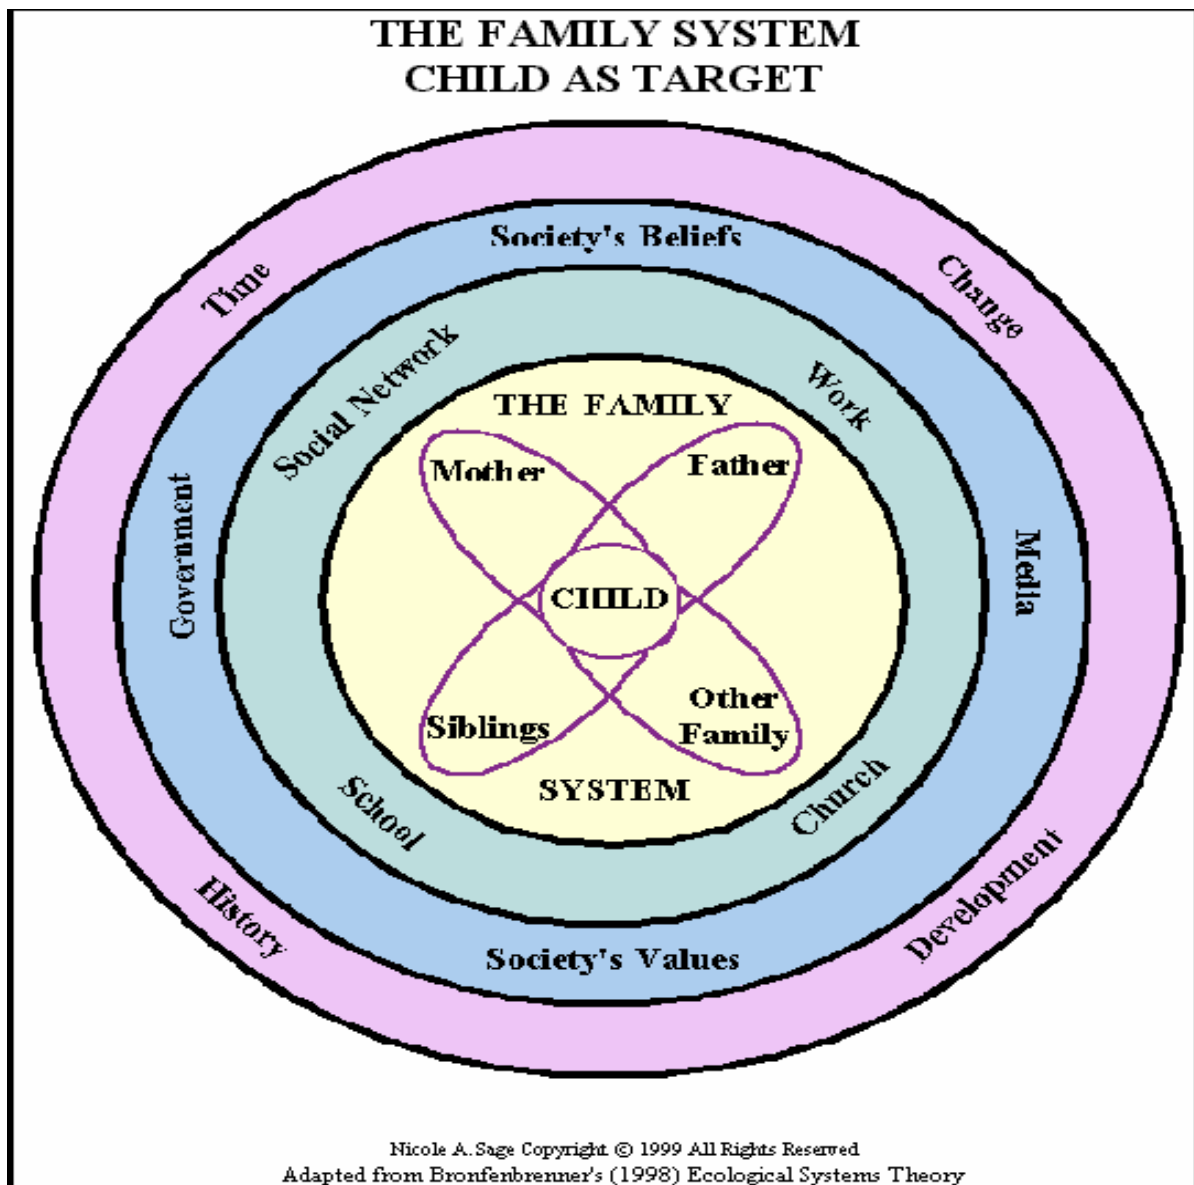 THE FAMILY SYSTEM
CHILD AS TARGET
Society's Beliefs
Time
Change
Social Network
Work
THE FAMILY
Mother
Father
Government
Media
CHILD
Siblings
Other
Family
SYSTEM
School
Church
History
Development
Society's Values
Nicole A. Sage Copyright © 1999 All Rights Reserved
Adapted from Bronfenbrenner's (1998) Ecological Systems Theory